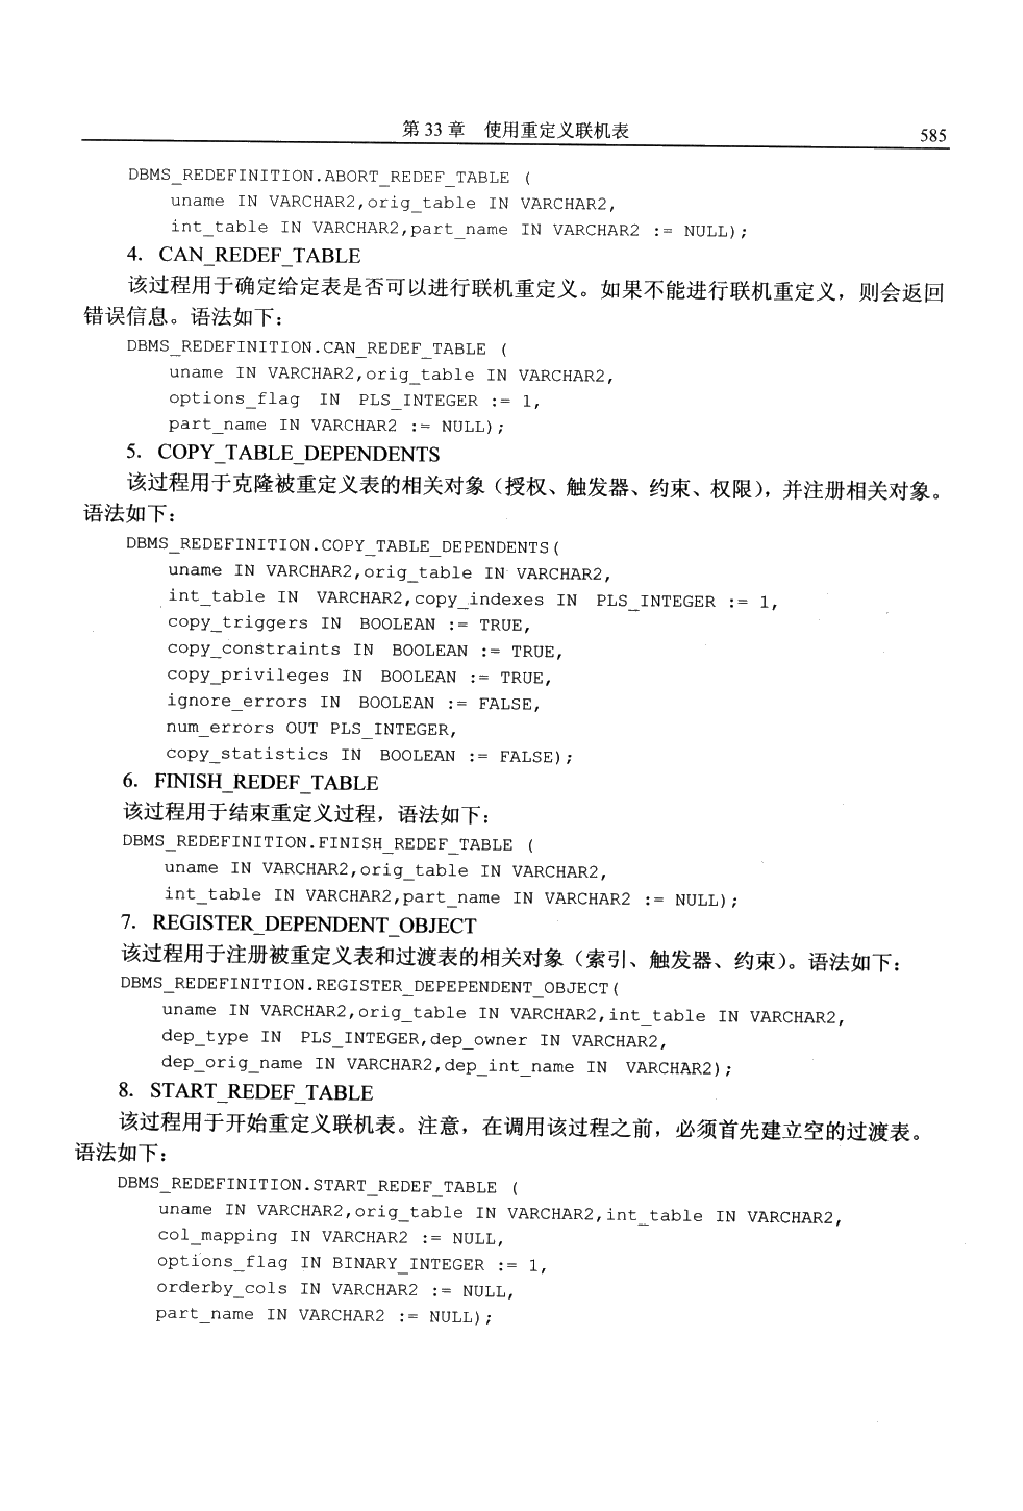 第 33 章 使用重定义联机表 585
DBMS_REDEFINITION.ABORT_REDEF_TABLE (
uname IN VARCHAR2,orig_table IN VARCHAR2,
int_table IN VARCHAR2,part_name IN VARCHAR2 := NULL);
4. CAN_REDEF_TABLE
该过程用于确定给定表是否可以进行联机重定义。如果不能进行联机重定义，则会返回
错误信息。语法如下：
DBMS_REDEFINITION.CAN_REDEF_TABLE (
uname IN VARCHAR2,orig_table IN VARCHAR2,
options_flag IN PLS_INTEGER := 1,
part_name IN VARCHAR2 := NULL);
5. COPY_TABLE_DEPENDENTS
该过程用于克隆被重定义表的相关对象（授权、触发器、约束、权限），并注册相关对象。
语法如下：
DBMS_REDEFINITION.COPY_TABLE_DEPENDENTS(
uname IN VARCHAR2,orig_table IN VARCHAR2,
int_table IN VARCHAR2,copy_indexes IN PLS_INTEGER := 1,
copy_triggers IN BOOLEAN := TRUE,
copy_constraints IN BOOLEAN := TRUE,
copy_privileges IN BOOLEAN := TRUE,
ignore_errors IN BOOLEAN := FALSE,
num_errors OUT PLS_INTEGER,
copy_statistics IN BOOLEAN := FALSE);
6. FINISH_REDEF_TABLE
该过程用于结束重定义过程，语法如下：
DBMS_REDEFINITION.FINISH_REDEF_TABLE (
uname IN VARCHAR2,orig_table IN VARCHAR2,
int_table IN VARCHAR2,part_name IN VARCHAR2 := NULL);
7. REGISTER_DEPENDENT_OBJECT
该过程用于注册被重定义表和过渡表的相关对象（索引、触发器、约束）。语法如下：
DBMS_REDEFINITION.REGISTER_DEPEPENDENT_OBJECT(
uname IN VARCHAR2,orig_table IN VARCHAR2,int_table IN VARCHAR2,
dep_type IN PLS_INTEGER,dep_owner IN VARCHAR2,
dep_orig_name IN VARCHAR2,dep_int_name IN VARCHAR2);
8. START_REDEF_TABLE
该过程用于开始重定义联机表。注意，在调用该过程之前，必须首先建立空的过渡表。
语法如下：
DBMS_REDEFINITION.START_REDEF_TABLE (
uname IN VARCHAR2,orig_table IN VARCHAR2,int_table IN VARCHAR2,
col_mapping IN VARCHAR2 := NULL,
options_flag IN BINARY_INTEGER := 1,
orderby_cols IN VARCHAR2 := NULL,
part_name IN VARCHAR2 := NULL);